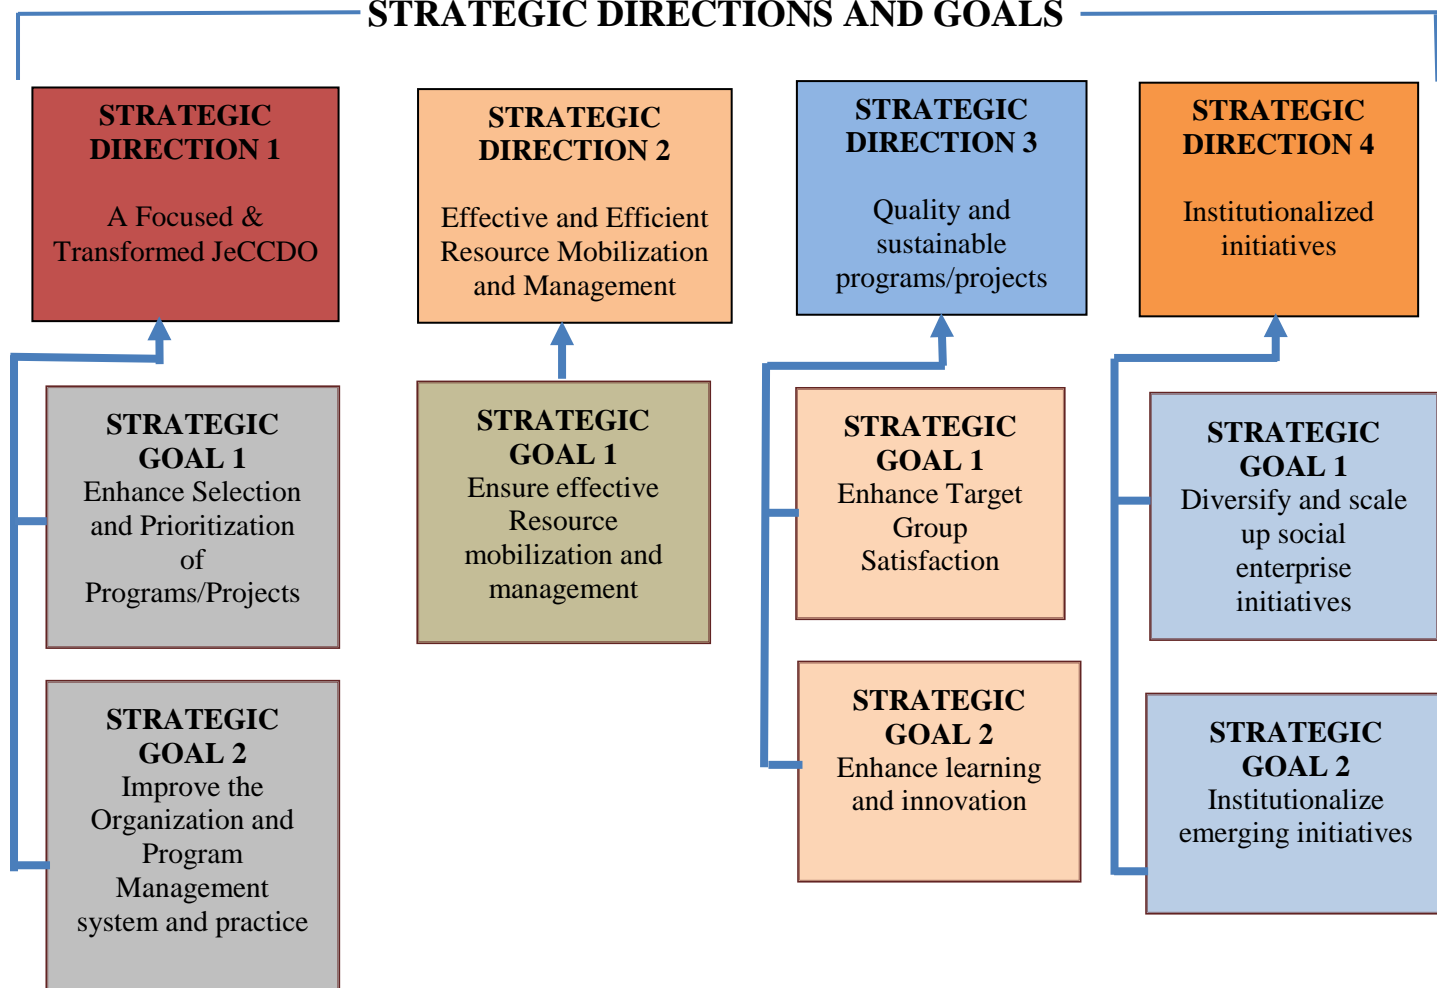 STRATEGIC DIRECTIONS AND GOALS
STRATEGIC
DIRECTION 1
A Focused &
Transformed JeCCDO
STRATEGIC
DIRECTION 2
Effective and Efficient
Resource Mobilization
and Management
STRATEGIC
DIRECTION 3
Quality and
sustainable
programs/projects
STRATEGIC
DIRECTION 4
Institutionalized
initiatives
STRATEGIC
GOAL 1
Enhance Selection
and Prioritization
of
Programs/Projects
STRATEGIC
GOAL 1
Ensure effective
Resource
mobilization and
management
STRATEGIC
GOAL 1
Enhance Target
Group
Satisfaction
STRATEGIC
GOAL 1
Diversify and scale
up social
enterprise
initiatives
STRATEGIC
GOAL 2
Improve the
Organization and
Program
Management
system and practice
STRATEGIC
GOAL 2
Enhance learning
and innovation
STRATEGIC
GOAL 2
Institutionalize
emerging initiatives